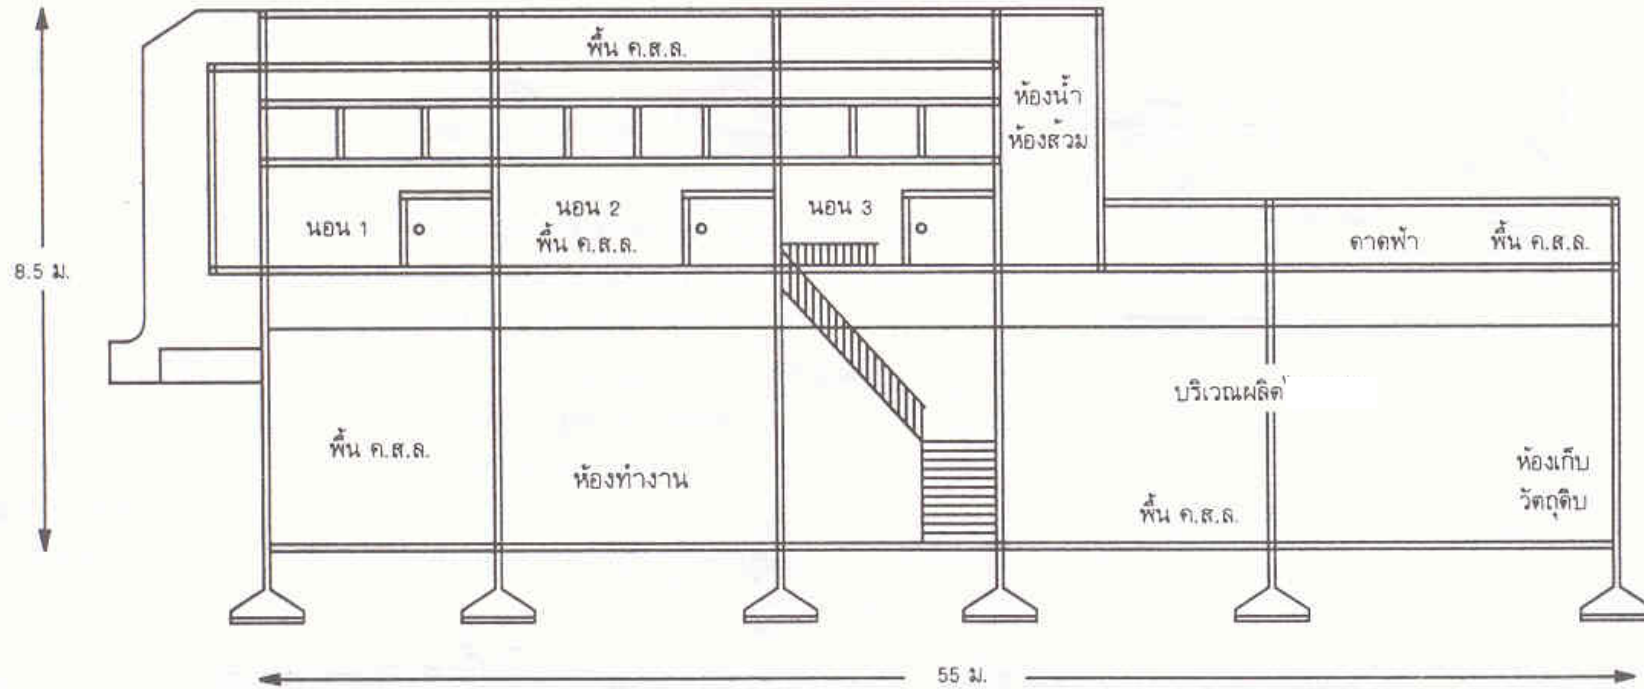 พื้น ค.ส.ล.
ห้องน้ำ
ห้องส้วม
นอน 1
นอน 2
พื้น ค.ส.ล.
นอน 3
ดาดฟ้า
พื้น ค.ส.ล.
8.5 ม.
บริเวณผลิต
พื้น ค.ส.ล.
ห้องทำงาน
ห้องเก็บ
วัตถุดิบ
พื้น ค.ส.ล.
55 ม.